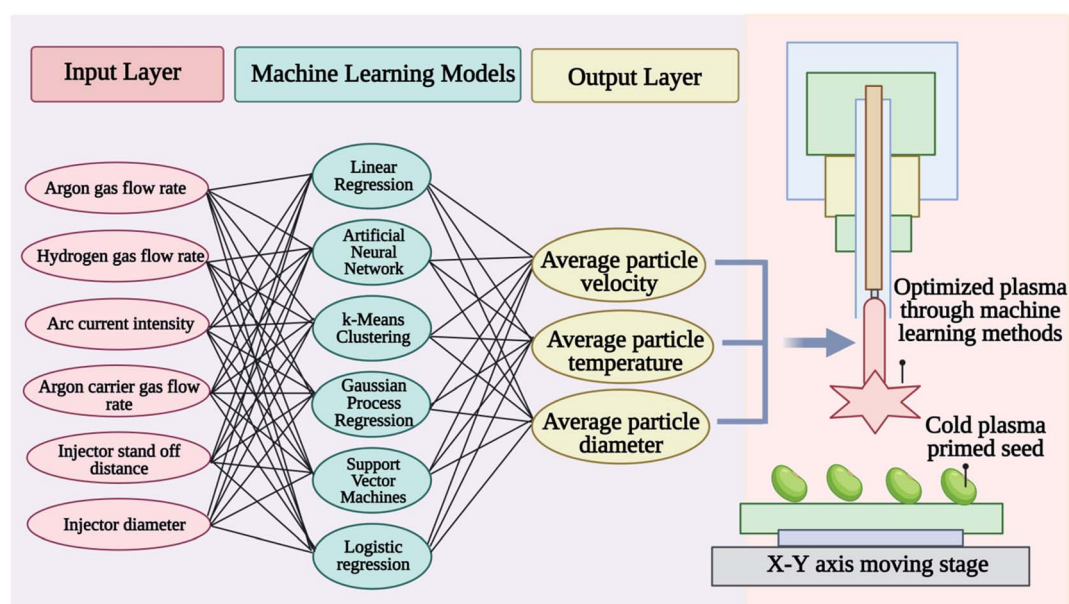 Input Layer
Machine Learning Models
Output Layer
Argon gas flow rate
Hydrogen gas flow rate
Arc current intensity
Argon carrier gas flow
rate
Injector stand off
distance
Injector diameter
Linear
Regression
Artificial
Neural
Network
k-Means
Clustering
Gaussian
Process
Regression
Support
Vector
Machines
Logistic
regression
Average particle
velocity
Average particle
temperature
Average particle
diameter
Optimized plasma
through machine
learning methods
Cold plasma
primed seed
X-Y axis moving stage